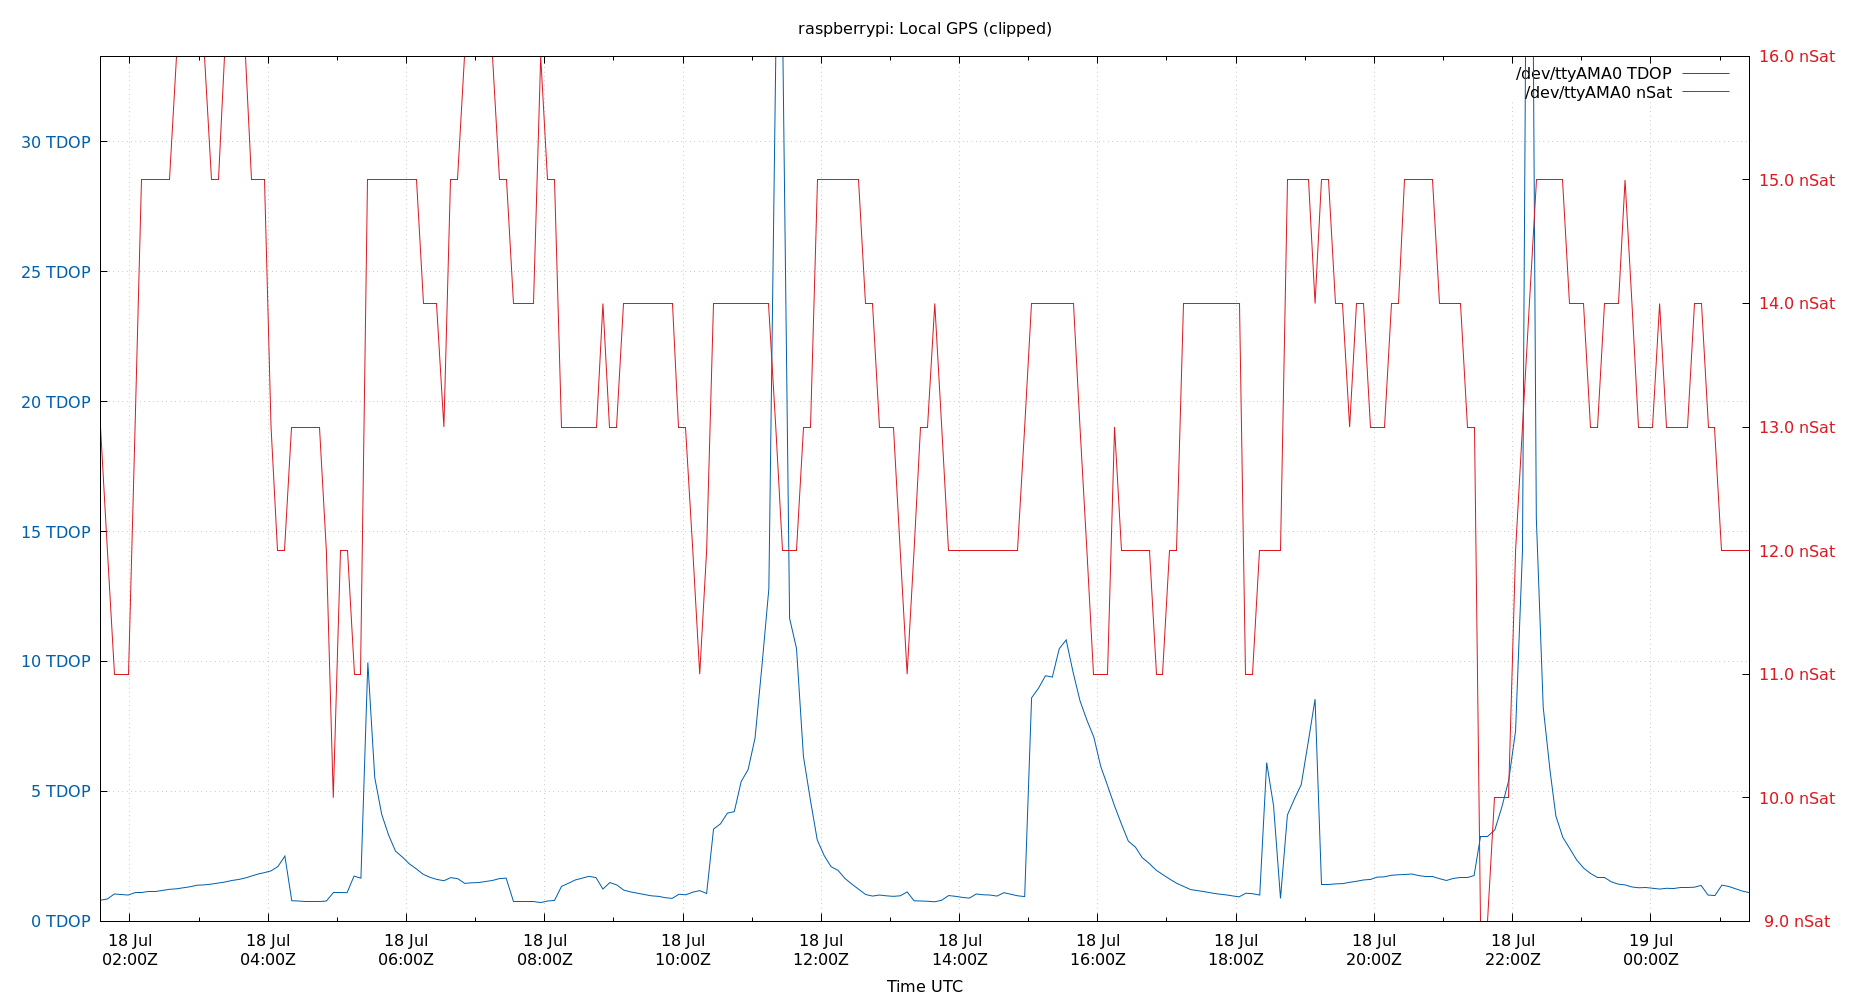 raspberrypi: Local GPS (clipped)
/dev/ttyAMA0 TDOP
/dev/ttyAMA0 nSat
30 TDOP
25 TDOP
20 TDOP
15 TDOP
10 TDOP
5 TDOP
0 TDOP
16.0 nSat
15.0 nSat
14.0 nSat
13.0 nSat
12.0 nSat
11.0 nSat
10.0 nSat
9.0 nSat
18 Jul
02:00Z
18 Jul
04:00Z
18 Jul
06:00Z
18 Jul
08:00Z
18 Jul
10:00Z
18 Jul
12:00Z
18 Jul
14:00Z
18 Jul
16:00Z
18 Jul
18:00Z
18 Jul
20:00Z
18 Jul
22:00Z
19 Jul
00:00Z
Time UTC